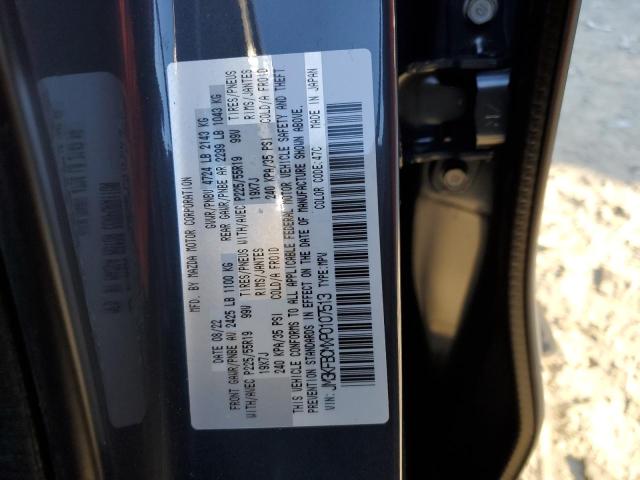 MFD. BY MAZDA MOTOR CORPORATION
DATE 08/22 GVWR/PNBV 4724 LB 2143 KG
FRONT GAWR/PNBE AV 2425 LB 1100 KG REAR GAWR/PNBE AR 2299 LB 1043 KG
WITH/AVEC P225/55R19 99V TIRES/PNEUS WITH/AVEC P225/55R19 99V TIRES/PNEUS
19X7J RIMS/JANTES 19X7J RIMS/JANTES
240 KPA/35 PSI COLD/A FROID 240 KPA/35 PSI COLD/A FROID
THIS VEHICLE CONFORMS TO ALL APPLICABLE FEDERAL MOTOR VEHICLE SAFETY AND THEFT
STANDARDS IN EFFECT ON THE DATE OF MANUFACTURE SHOWN ABOVE.
COLOR CODE:47C MADE IN JAPAN
VIN: TYPE:MPV